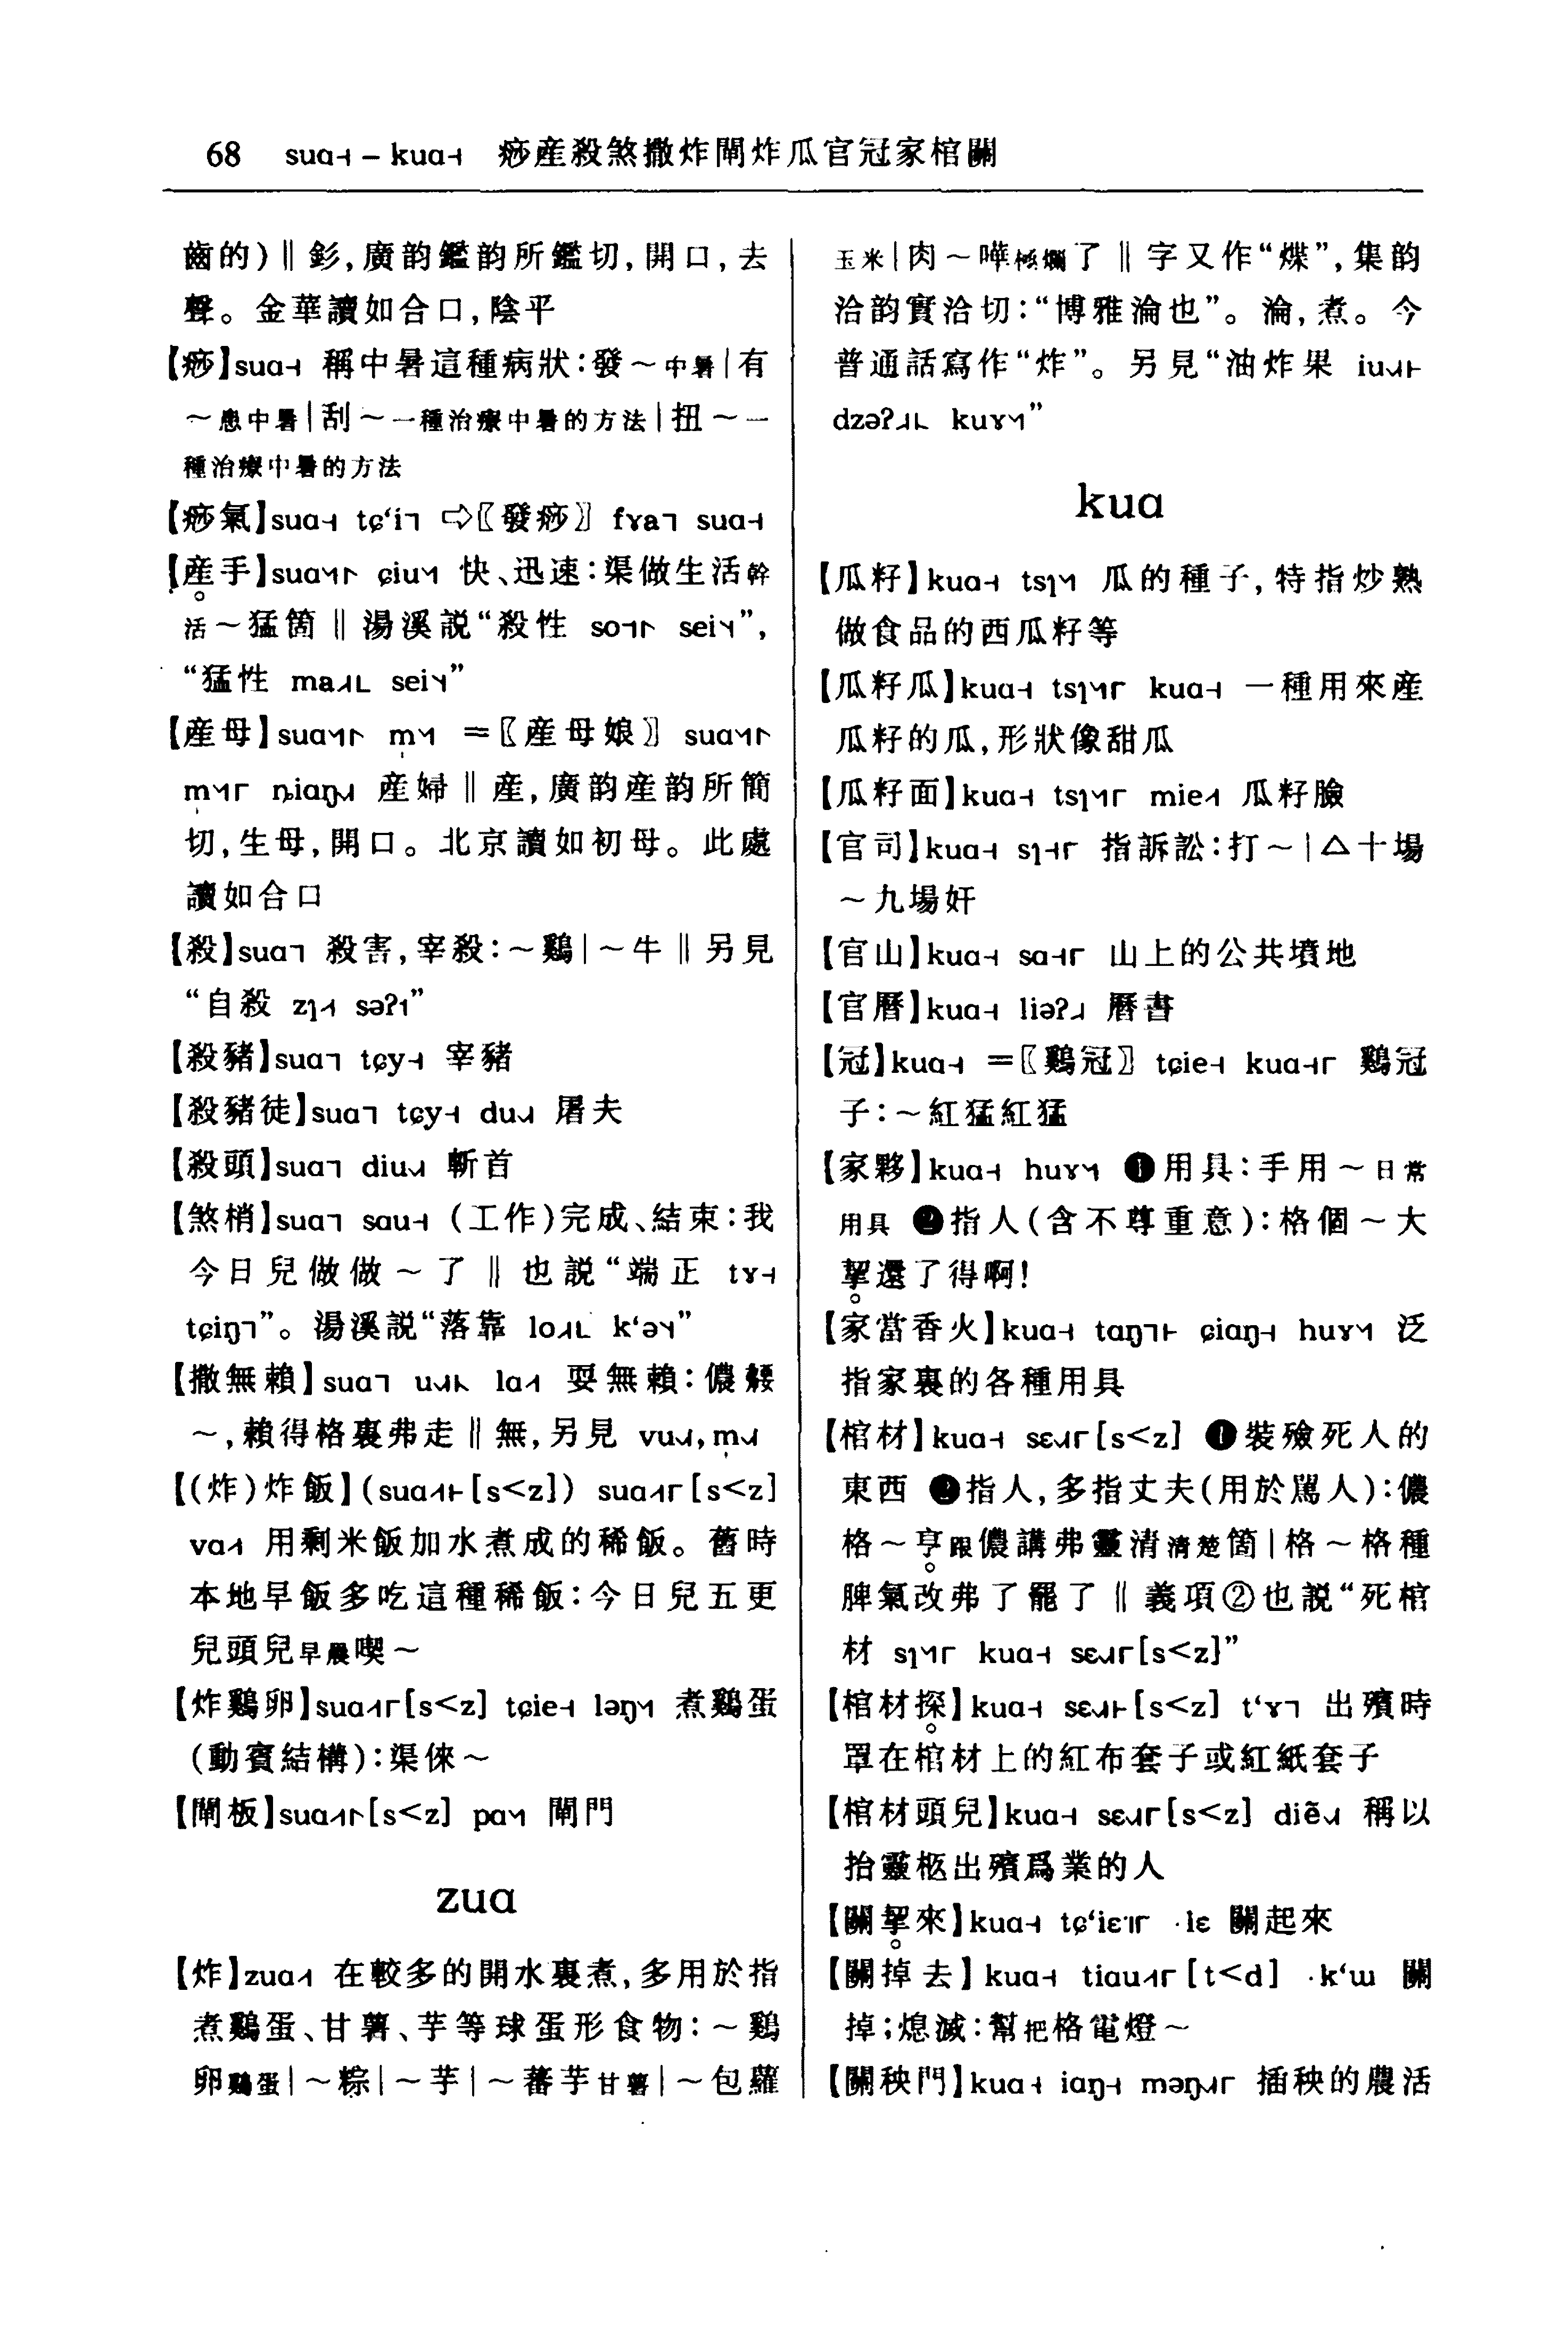 68 suɑ˧ – kuɑ˧ 痧産殺煞撒炸閘炸瓜官冠家棺關
齒的)‖釤,廣韵鑑韵所鑑切,開口,去
聲。金華讀如合口,陰平
【痧】suɑ˧ 稱中暑這種病狀:發～中暑|有
～患中暑|刮～一種治療中暑的方法|扭～一
種治療中暑的方法
【痧氣】suɑ tɕ‘i ⇨〖發痧〗 fɤa suɑ
【産手】suɑ ɕiu 快、迅速:渠做生活幹
活～猛箇‖湯溪説“殺性 so sei”,
“猛性 ma sei”
【産母】suɑ m̩ =〖産母娘〗 suɑ
m̩ ȵiɑŋ 産婦‖産,廣韵産韵所簡
切,生母,開口。北京讀如初母。此處
讀如合口
【殺】suɑ 殺害,宰殺:～鷄|～牛‖另見
“自殺 zɿ səʔ”
【殺豬】suɑ tɕy 宰豬
【殺豬徒】suɑ tɕy du 屠夫
【殺頭】suɑ diu 斬首
【煞梢】suɑ sɑu (工作)完成、結束:我
今日兒做做～了‖也説“端正 tɤ
tɕiŋ”。湯溪説“落靠 lo k‘ə”
【撒無賴】suɑ u lɑ 耍無賴:儂覅
～,賴得格裏弗走‖無,另見 vu, m̩
【(炸)炸飯】(suɑ[s<z]) suɑ[s<z]
vɑ 用剩米飯加水煮成的稀飯。舊時
本地早飯多吃這種稀飯:今日兒五更
兒頭兒早晨喫～
【炸鷄卵】suɑ[s<z] tɕie ləŋ 煮鷄蛋
(動賓結構):渠倈～
【閘板】suɑ[s<z] pɑ 閘門
zuɑ
【炸】zuɑ 在較多的開水裏煮,多用於指
煮鷄蛋、甘薯、芋等球蛋形食物:～鷄
卵鷄蛋|～粽|～芋|～蕃芋甘薯|～包蘿
玉米|肉～嘩極爛了‖字又作“煠”,集韵
洽韵實洽切:“博雅瀹也”。瀹,煮。今
普通話寫作“炸”。另見“油炸果 iu
dzəʔ kuɤ”
kuɑ
【瓜籽】kuɑ tsɿ 瓜的種子,特指炒熟
做食品的西瓜籽等
【瓜籽瓜】kuɑ tsɿ kuɑ 一種用來産
瓜籽的瓜,形狀像甜瓜
【瓜籽面】kuɑ tsɿ mie 瓜籽臉
【官司】kuɑ sɿ 指訴訟:打～|△十場
～九場奸
【官山】kuɑ sɑ 山上的公共墳地
【官曆】kuɑ liəʔ 曆書
【冠】kuɑ =〖鷄冠〗 tɕie kuɑ 鷄冠
子:～紅猛紅猛
【家夥】kuɑ huɤ ❶用具:手用～日常
用具 ❷指人(含不尊重意):格個～大
挈還了得啊!
【家當香火】kuɑ tɑŋ ɕiɑŋ huɤ 泛
指家裏的各種用具
【棺材】kuɑ sɛ[s<z] ❶裝殮死人的
東西 ❷指人,多指丈夫(用於駡人):儂
格～亨跟儂講弗靈清清楚箇|格～格種
脾氣改弗了罷了‖義項②也説“死棺
材 sɿ kuɑ sɛ[s<z]”
【棺材探】kuɑ sɛ[s<z] t‘ɤ 出殯時
罩在棺材上的紅布套子或紅紙套子
【棺材頭兒】kuɑ sɛ[s<z] diẽ 稱以
抬靈柩出殯爲業的人
【關挈來】kuɑ tɕ‘iɛ ·lɛ 關起來
【關掉去】kuɑ tiɑu[t<d] ·k‘ɯ 關
掉;熄滅:幫把格電燈～
【關秧門】kuɑ iɑŋ məŋ 插秧的農活